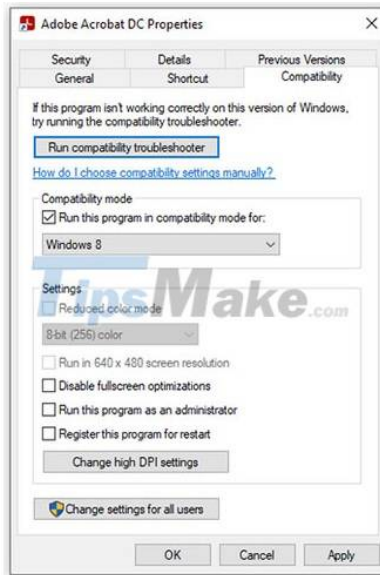 Adobe Acrobat DC Properties
Security Details Previous Versions
General Shortcut Compatibility
If this program isn't working correctly on this version of Windows,
try running the compatibility troubleshooter.
Run compatibility troubleshooter
How do I choose compatibility settings manually?
Compatibility mode
Run this program in compatibility mode for:
Windows 8
TipsMake.com
Settings
Reduced color mode
8-bit (256) color
Run in 640 x 480 screen resolution
Disable fullscreen optimizations
Run this program as an administrator
Register this program for restart
Change high DPI settings
Change settings for all users
OK Cancel Apply